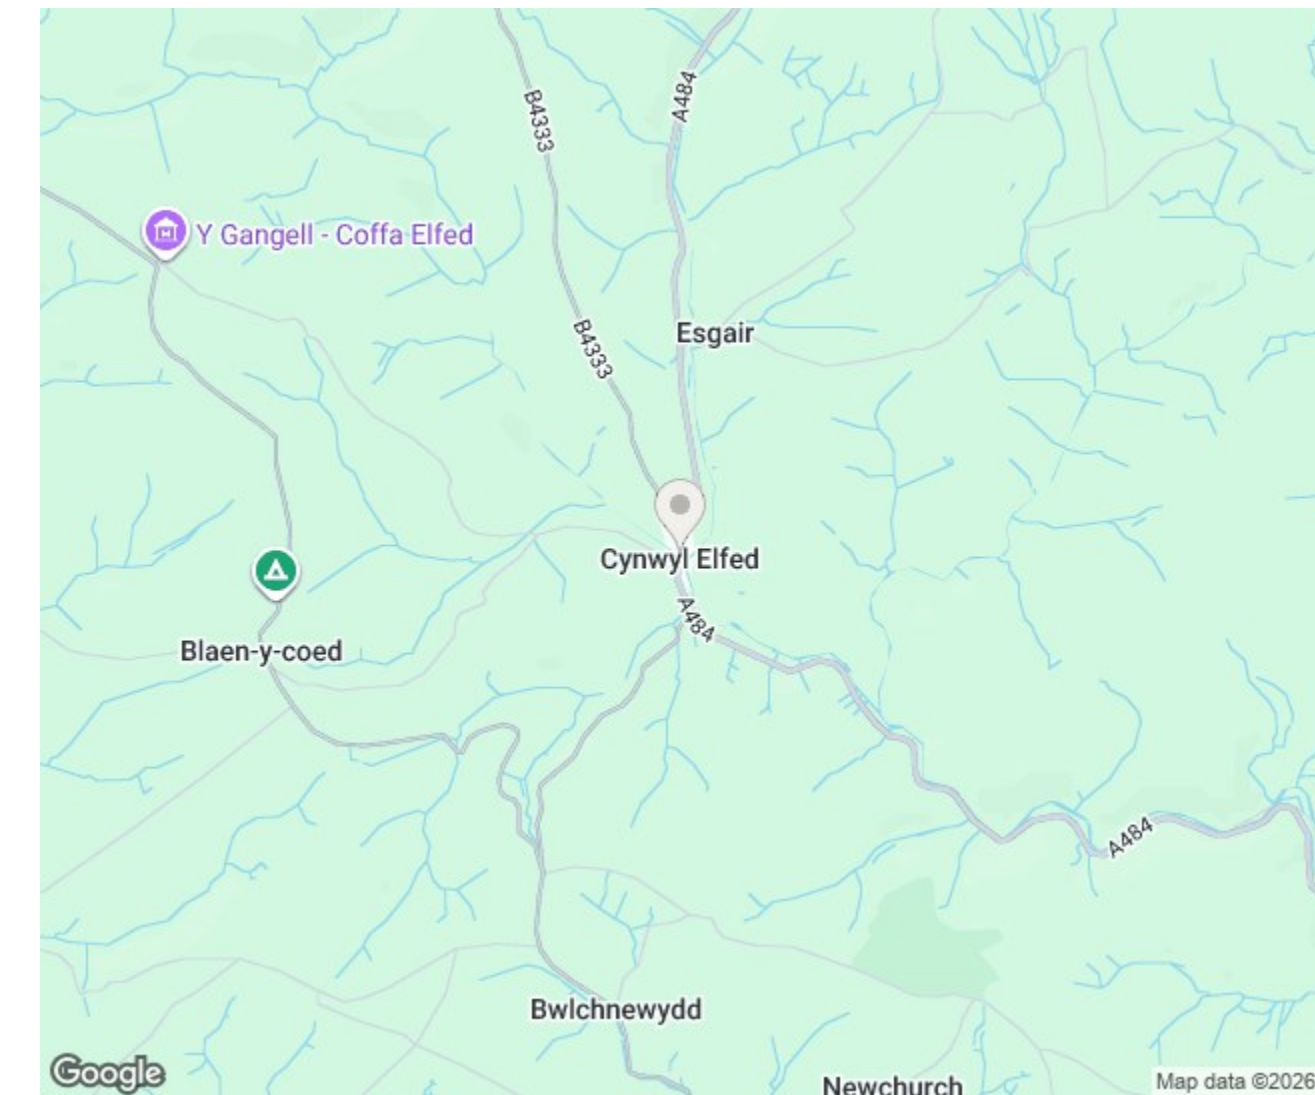 A484
B4333
Y Gangell - Coffa Elfed
B4333
Esgair
Cynwyl Elfed
A484
Blaen-y-coed
A484
Bwlchnewydd
Newchurch
Google
Map data ©2026